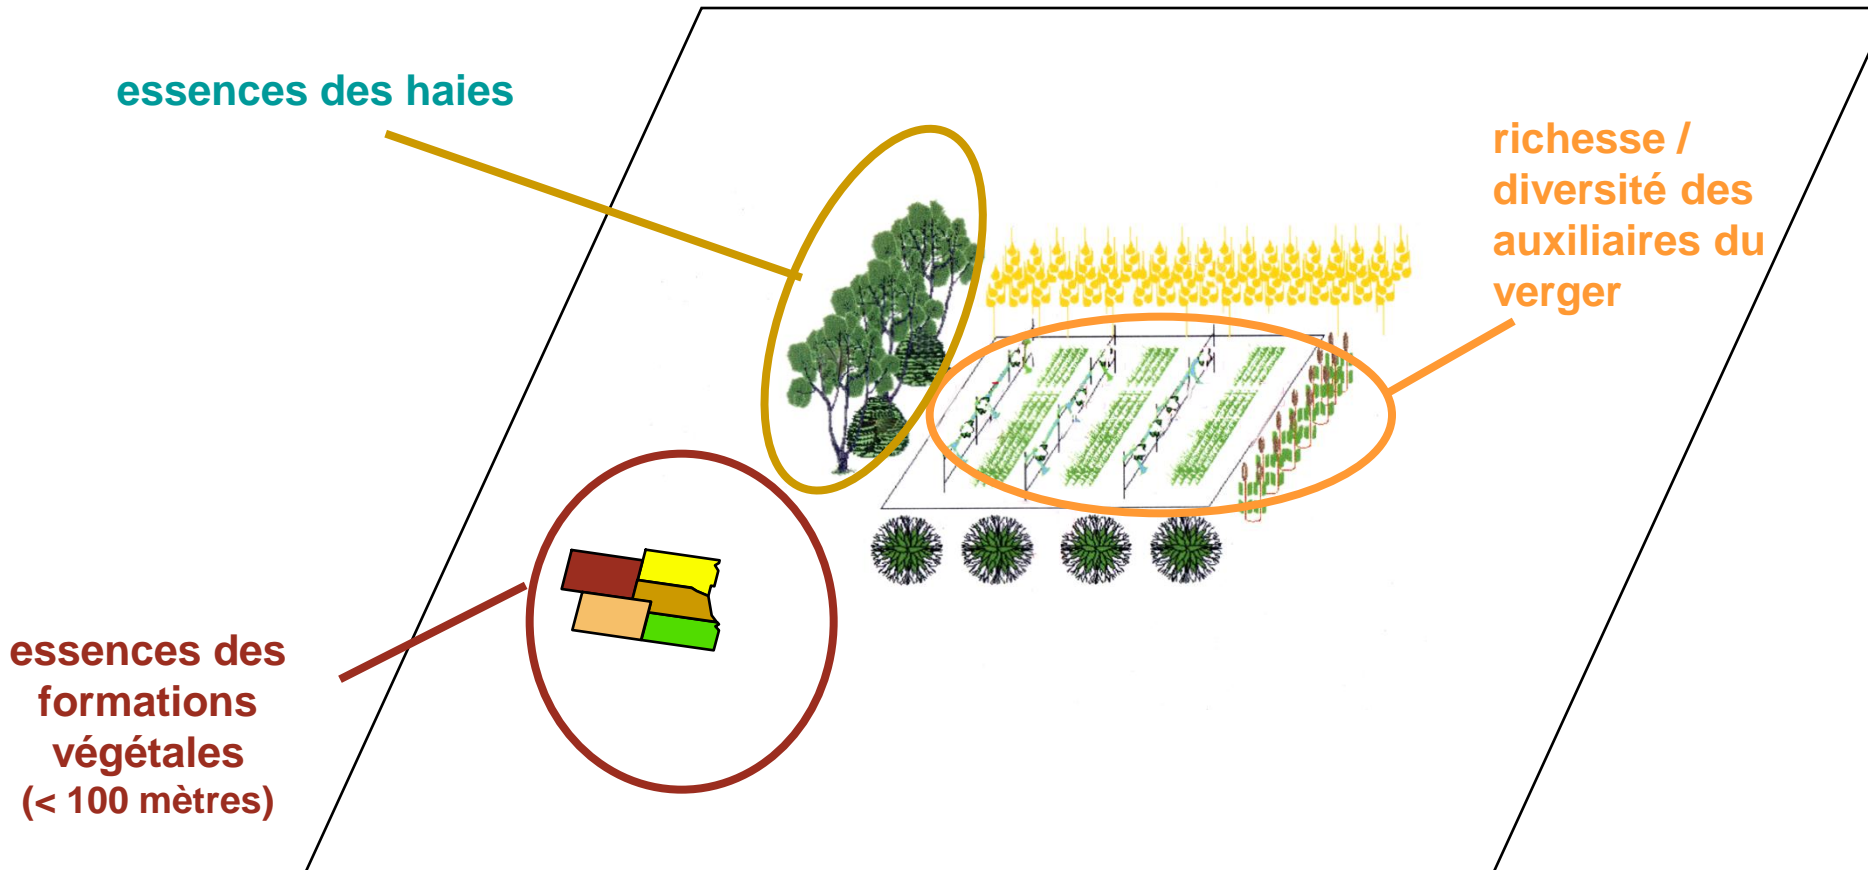 essences des haies
richesse /
diversité des
auxiliaires du
verger
essences des
formations
végétales
(< 100 mètres)